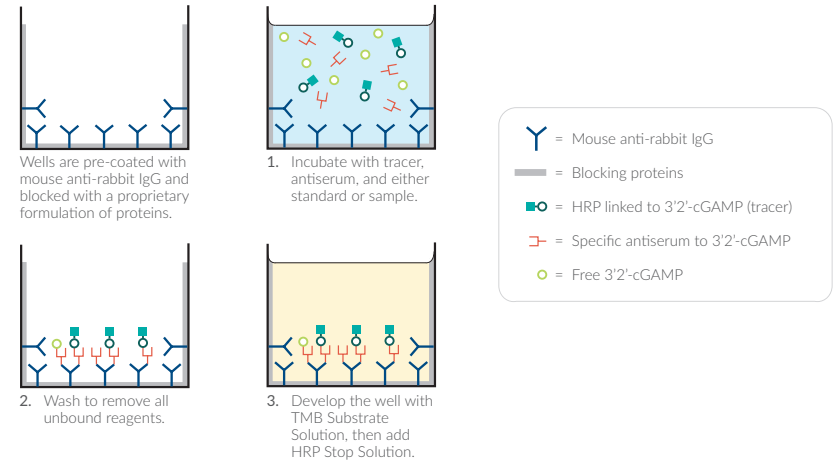 Wells are pre-coated with
mouse anti-rabbit IgG and
blocked with a proprietary
formulation of proteins.
1. Incubate with tracer,
antiserum, and either
standard or sample.
2. Wash to remove all
unbound reagents.
3. Develop the well with
TMB Substrate
Solution, then add
HRP Stop Solution.
= Mouse anti-rabbit IgG
= Blocking proteins
= HRP linked to 3’2’-cGAMP (tracer)
= Specific antiserum to 3’2’-cGAMP
= Free 3’2’-cGAMP